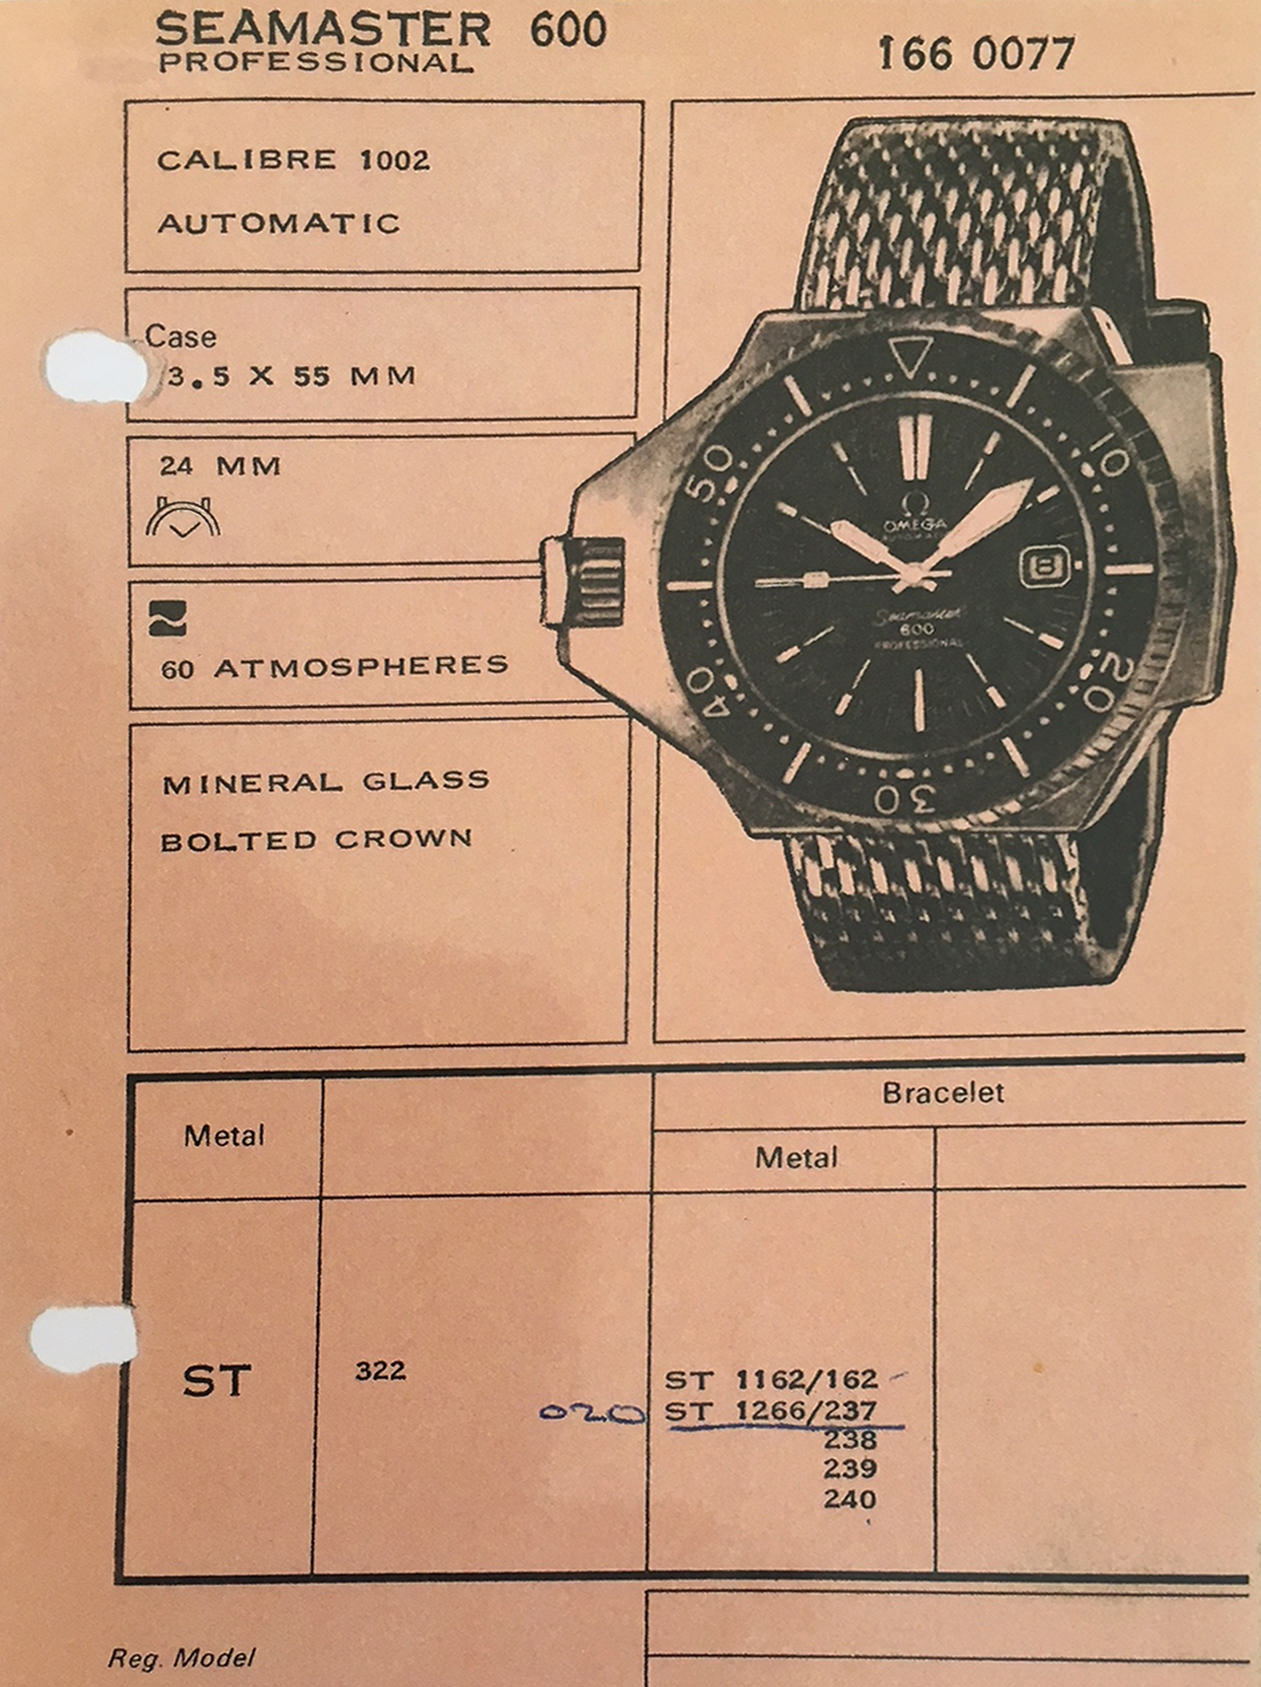 SEAMASTER 600
PROFESSIONAL
166 0077
CALIBRE 1002
AUTOMATIC
Case
3.5 X 55 MM
24 MM
60 ATMOSPHERES
MINERAL GLASS
BOLTED CROWN
50
10
40
20
30
Ω
OMEGA
AUTOMATIC
8
Seamaster
600
PROFESSIONAL
Metal
Bracelet
Metal
ST
322
ST 1162/162
020 ST 1266/237
238
239
240
Reg. Model